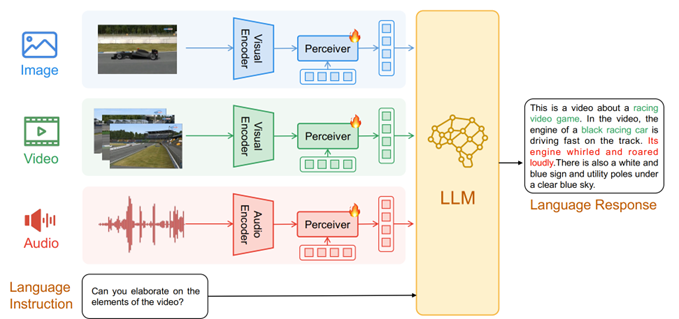 Image
Visual
Encoder
Perceiver
Video
Visual
Encoder
Perceiver
Audio
Audio
Encoder
Perceiver
LLM
This is a video about a racing
video game. In the video, the
engine of a black racing car is
driving fast on the track. Its
engine whirled and roared
loudly.There is also a white and
blue sign and utility poles under
a clear blue sky.
Language Response
Language
Instruction
Can you elaborate on the
elements of the video?